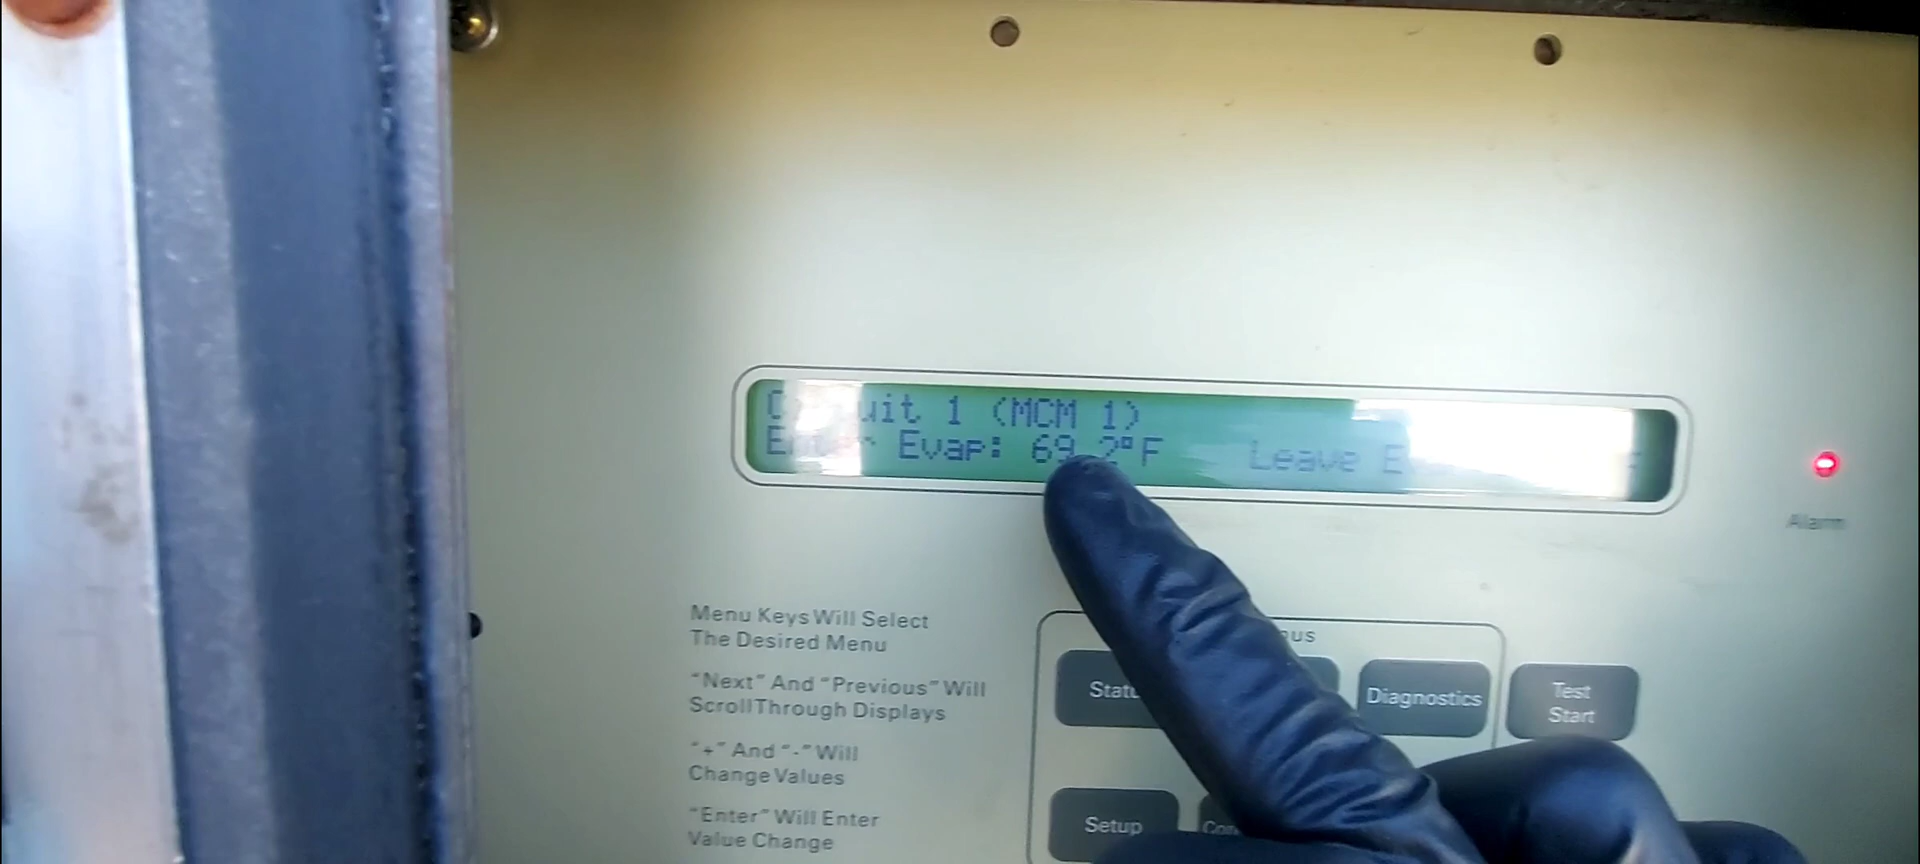 uit 1 (MCM 1)
Evap: 69.2°F Leave
Alarm
Menu Keys Will Select
The Desired Menu
"Next" And "Previous" Will
Scroll Through Displays
"+" And "-" Will
Change Values
"Enter" Will Enter
Value Change
Diagnostics
Test
Start
Setup